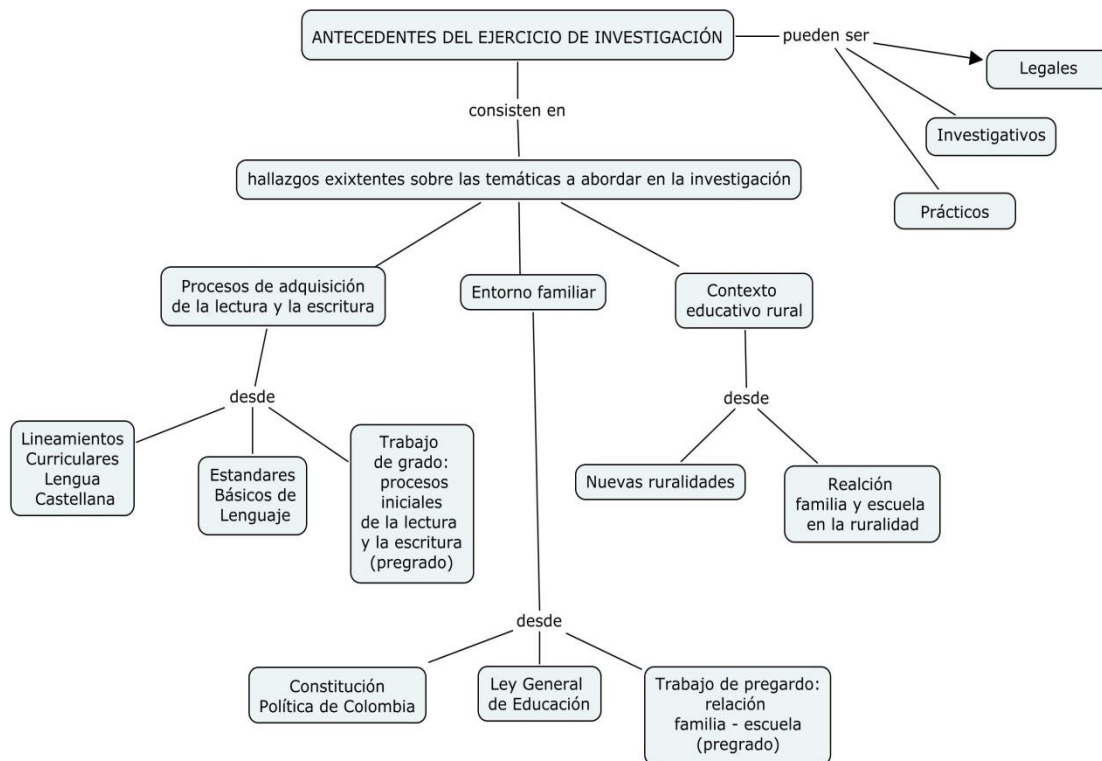 ANTECEDENTES DEL EJERCICIO DE INVESTIGACIÓN
pueden ser
Legales
Investigativos
Prácticos
consisten en
hallazgos exixtentes sobre las temáticas a abordar en la investigación
Procesos de adquisición
de la lectura y la escritura
Entorno familiar
Contexto
educativo rural
desde
Lineamientos
Curriculares
Lengua
Castellana
Estandares
Básicos de
Lenguaje
Trabajo
de grado:
procesos
iniciales
de la lectura
y la escritura
(pregrado)
desde
Nuevas ruralidades
Realción
familia y escuela
en la ruralidad
desde
Constitución
Política de Colombia
Ley General
de Educación
Trabajo de pregardo:
relación
familia - escuela
(pregrado)